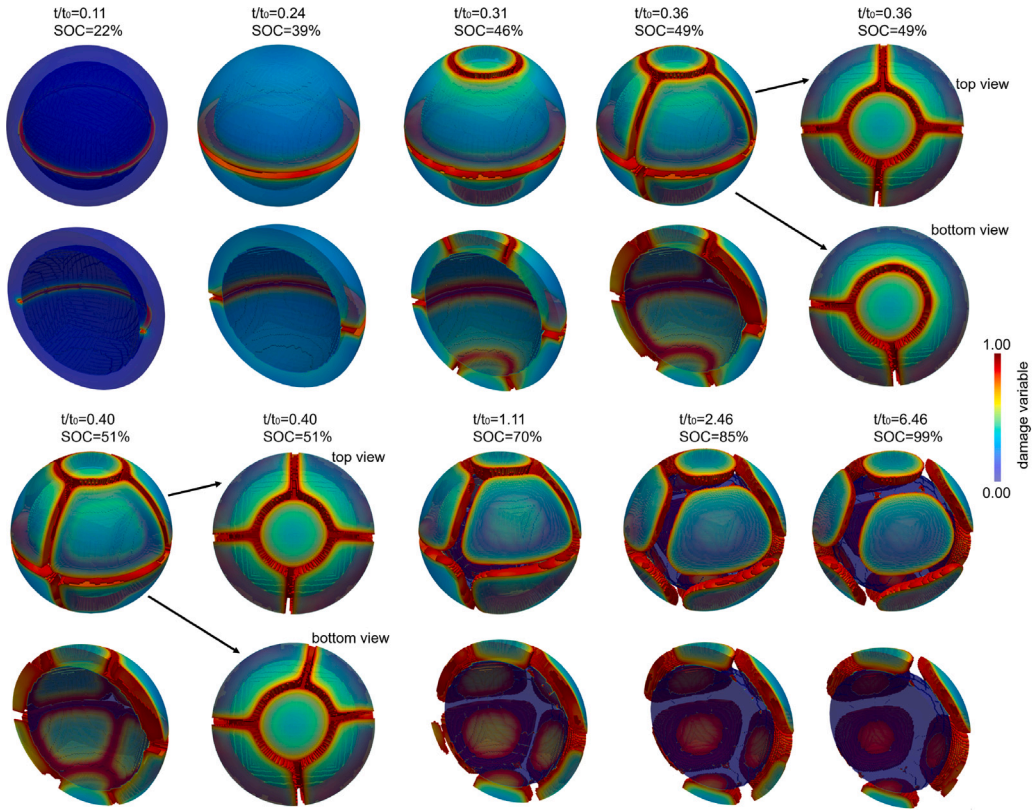 t/t₀=0.11
SOC=22%
t/t₀=0.24
SOC=39%
t/t₀=0.31
SOC=46%
t/t₀=0.36
SOC=49%
t/t₀=0.36
SOC=49%
top view
bottom view
1.00
damage variable
0.00
t/t₀=0.40
SOC=51%
t/t₀=0.40
SOC=51%
top view
t/t₀=1.11
SOC=70%
t/t₀=2.46
SOC=85%
t/t₀=6.46
SOC=99%
bottom view